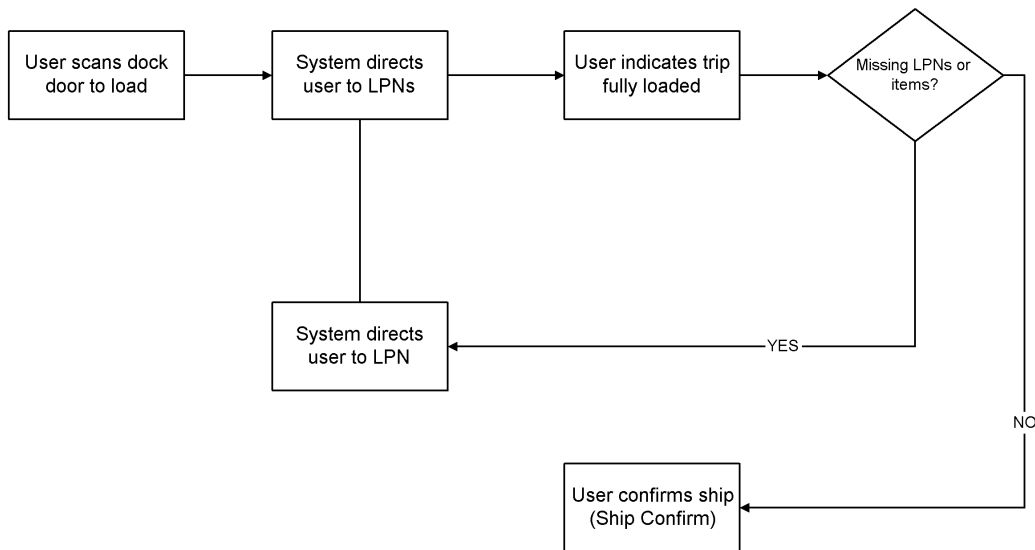 User scans dock
door to load
System directs
user to LPNs
User indicates trip
fully loaded
Missing LPNs or
items?
System directs
user to LPN
YES
NO
User confirms ship
(Ship Confirm)